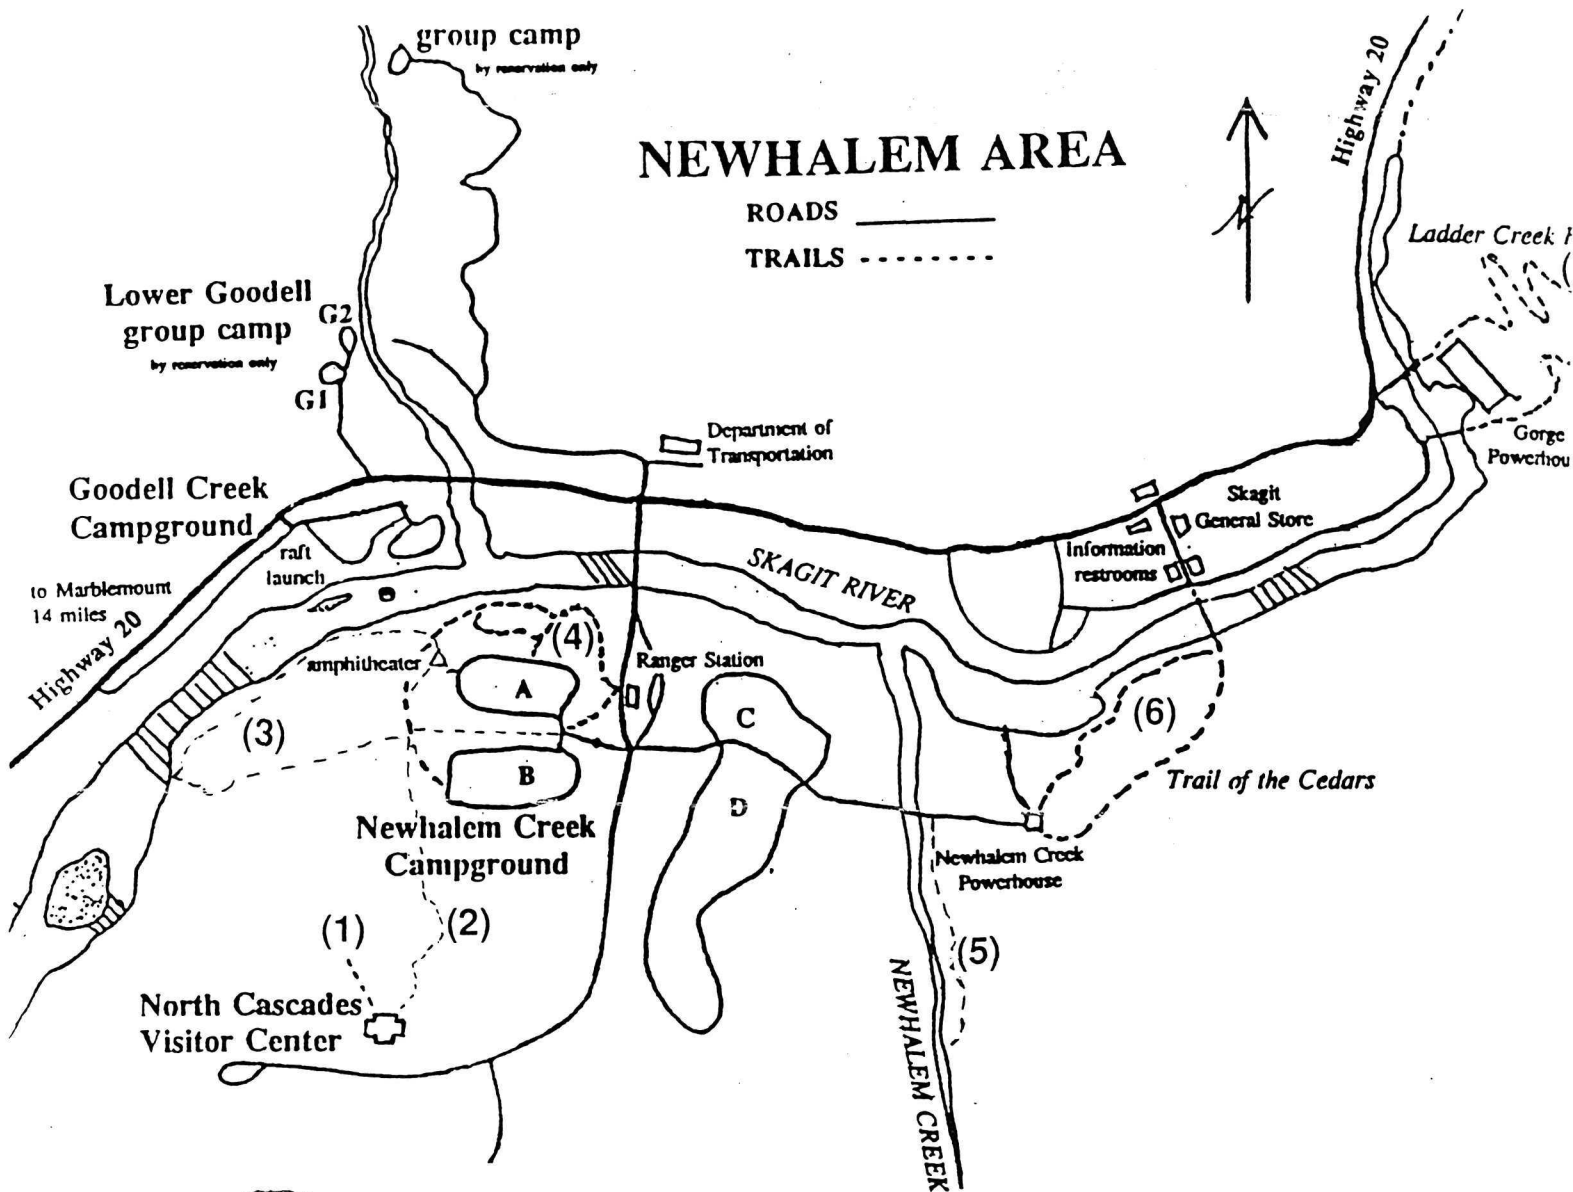 group camp
by reservation only
NEWHALEM AREA
ROADS
TRAILS
N
Highway 20
Ladder Creek
Lower Goodell
group camp
by reservation only
G2
G1
Department of
Transportation
Gorge
Goodell Creek
Campground
raft
launch
to Marblemount
14 miles
Highway 20
SKAGIT RIVER
Skagit
General Store
Information
restrooms
amphitheater
(4)
Ranger Station
A
B
C
D
(3)
(6)
Trail of the Cedars
Newhalem Creek
Campground
Newhalem Creek
Powerhouse
(1)
(2)
(5)
North Cascades
Visitor Center
NEWHALEM CREEK